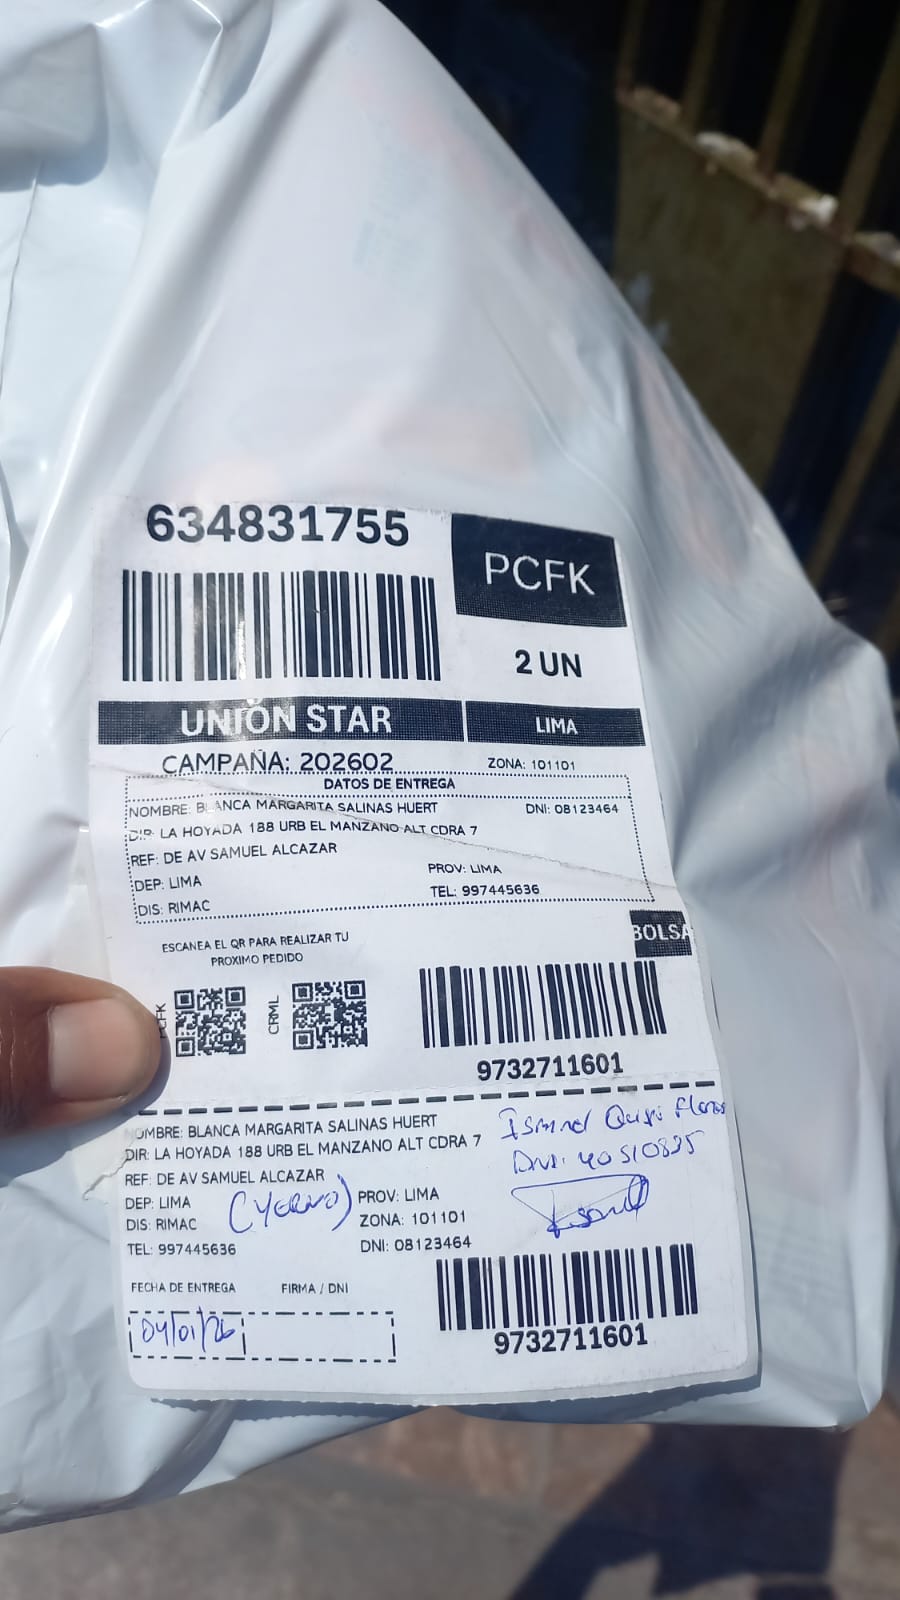 634831755
PCFK
2 UN
UNIÓN STAR
LIMA
CAMPAÑA: 202602
ZONA: 101101
DATOS DE ENTREGA
NOMBRE: BLANCA MARGARITA SALINAS HUERT
DNI: 08123464
DIR: LA HOYADA 188 URB EL MANZANO ALT CDRA 7
REF: DE AV SAMUEL ALCAZAR
DEP: LIMA
PROV: LIMA
DIS: RIMAC
TEL: 997445636
BOLSA
ESCANEA EL QR PARA REALIZAR TU
PROXIMO PEDIDO
PCFK
CRML
9732711601
NOMBRE: BLANCA MARGARITA SALINAS HUERT
DIR: LA HOYADA 188 URB EL MANZANO ALT CDRA 7
REF: DE AV SAMUEL ALCAZAR
DEP: LIMA
PROV: LIMA
DIS: RIMAC
ZONA: 101101
TEL: 997445636
DNI: 08123464
(YERNO)
DNI: 40510835
FECHA DE ENTREGA
FIRMA / DNI
04/01/26
9732711601